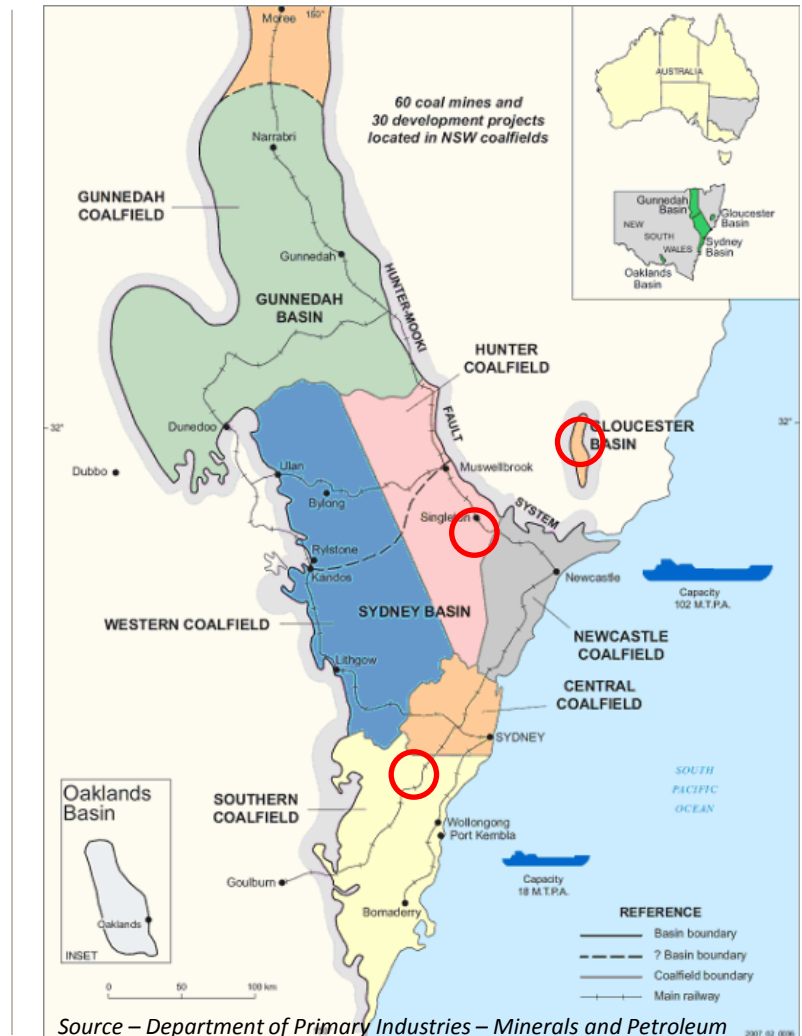 Moree
150°
60 coal mines and
30 development projects
located in NSW coalfields
AUSTRALIA
Narrabri
GUNNEDAH
COALFIELD
Gunnedah
Basin
Gloucester
Basin
NEW
SOUTH
WALES
Sydney
Basin
Oaklands
Basin
Gunnedah
GUNNEDAH
BASIN
HUNTER-MOOKI
FAULT
SYSTEM
HUNTER
COALFIELD
32°
32°
Dunedoo
GLOUCESTER
BASIN
Dubbo
Ulan
Muswellbrook
Bylong
Singleton
Rylstone
Kandos
Newcastle
Capacity
102 M.T.P.A.
WESTERN COALFIELD
SYDNEY BASIN
NEWCASTLE
COALFIELD
Lithgow
CENTRAL
COALFIELD
SYDNEY
SOUTH
PACIFIC
OCEAN
Oaklands
Basin
Oaklands
INSET
SOUTHERN
COALFIELD
Wollongong
Port Kembla
Goulburn
Capacity
18 M.T.P.A.
Bomaderry
REFERENCE
Basin boundary
? Basin boundary
Coalfield boundary
Main railway
0 50 100 km
Source – Department of Primary Industries – Minerals and Petroleum
2007_02_0036